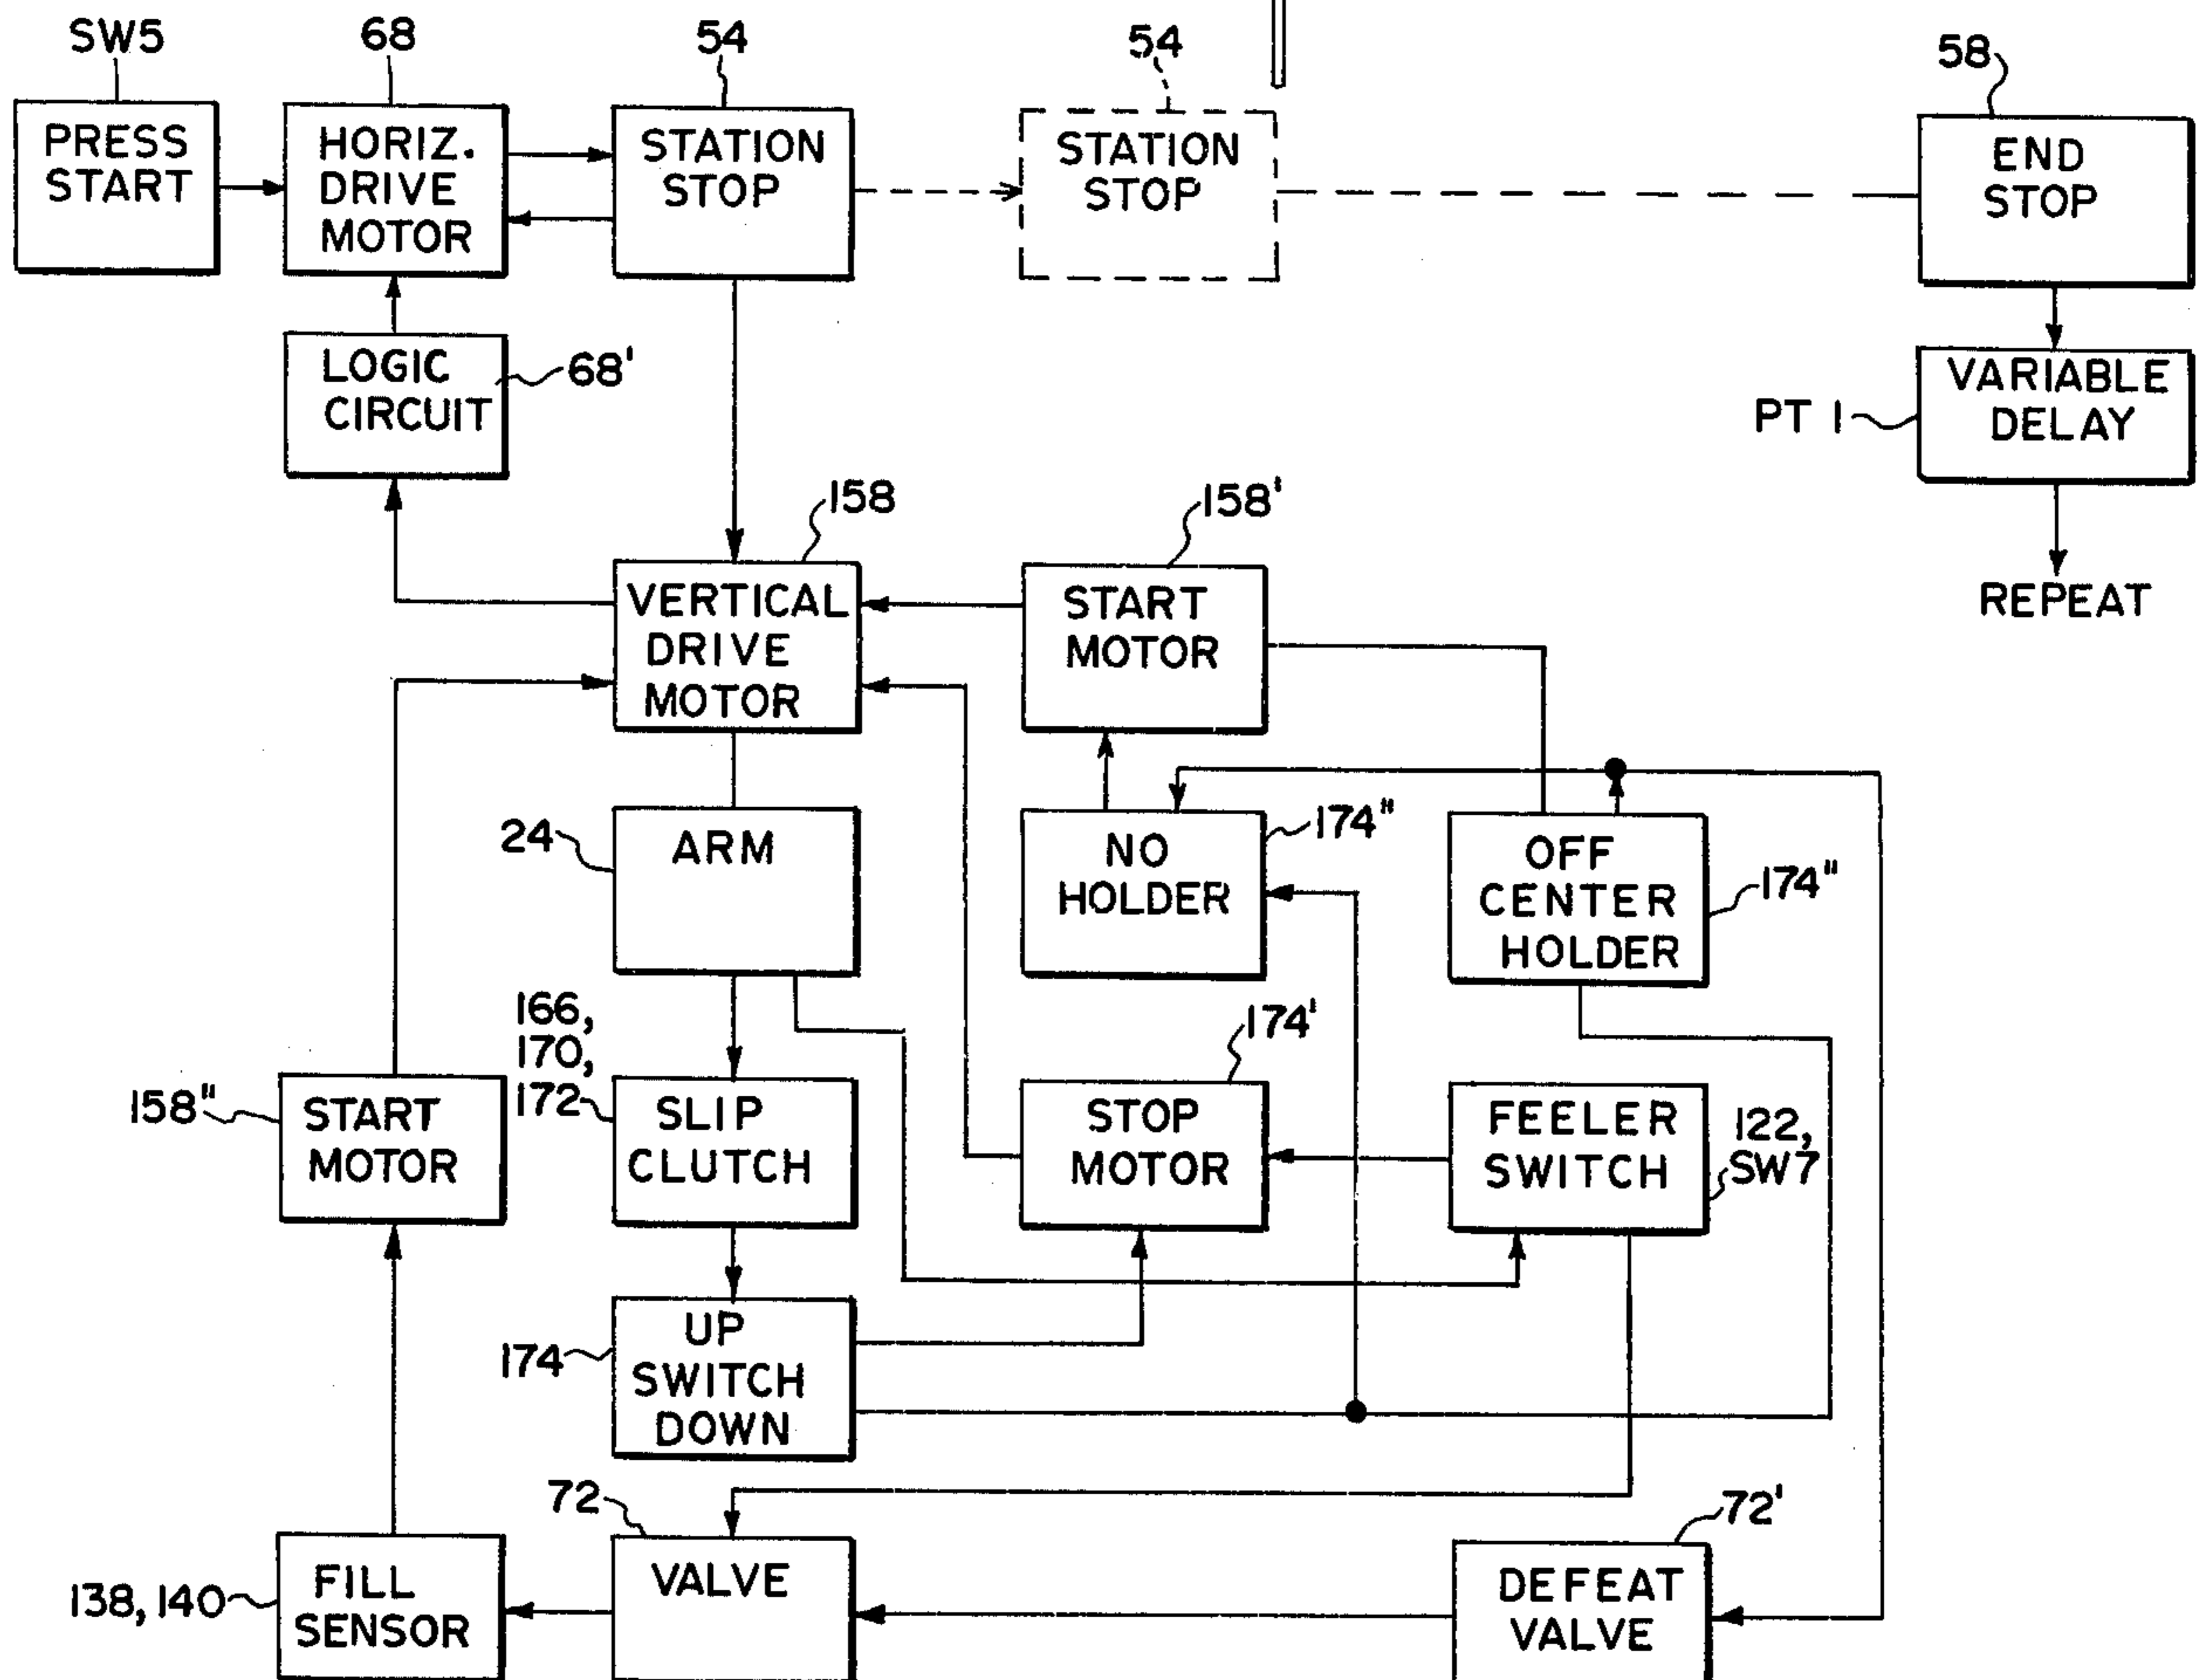 SW5
68
54
54
58
PRESS
START
HORIZ.
DRIVE
MOTOR
STATION
STOP
STATION
STOP
END
STOP
LOGIC
CIRCUIT
68'
VARIABLE
DELAY
PT 1
REPEAT
158
158'
VERTICAL
DRIVE
MOTOR
START
MOTOR
24
ARM
NO
HOLDER
174"
OFF
CENTER
HOLDER
174"
166,
170,
172
174'
158"
START
MOTOR
SLIP
CLUTCH
STOP
MOTOR
FEELER
SWITCH
122,
SW7
174
UP
SWITCH
DOWN
72
72'
138, 140
FILL
SENSOR
VALVE
DEFEAT
VALVE